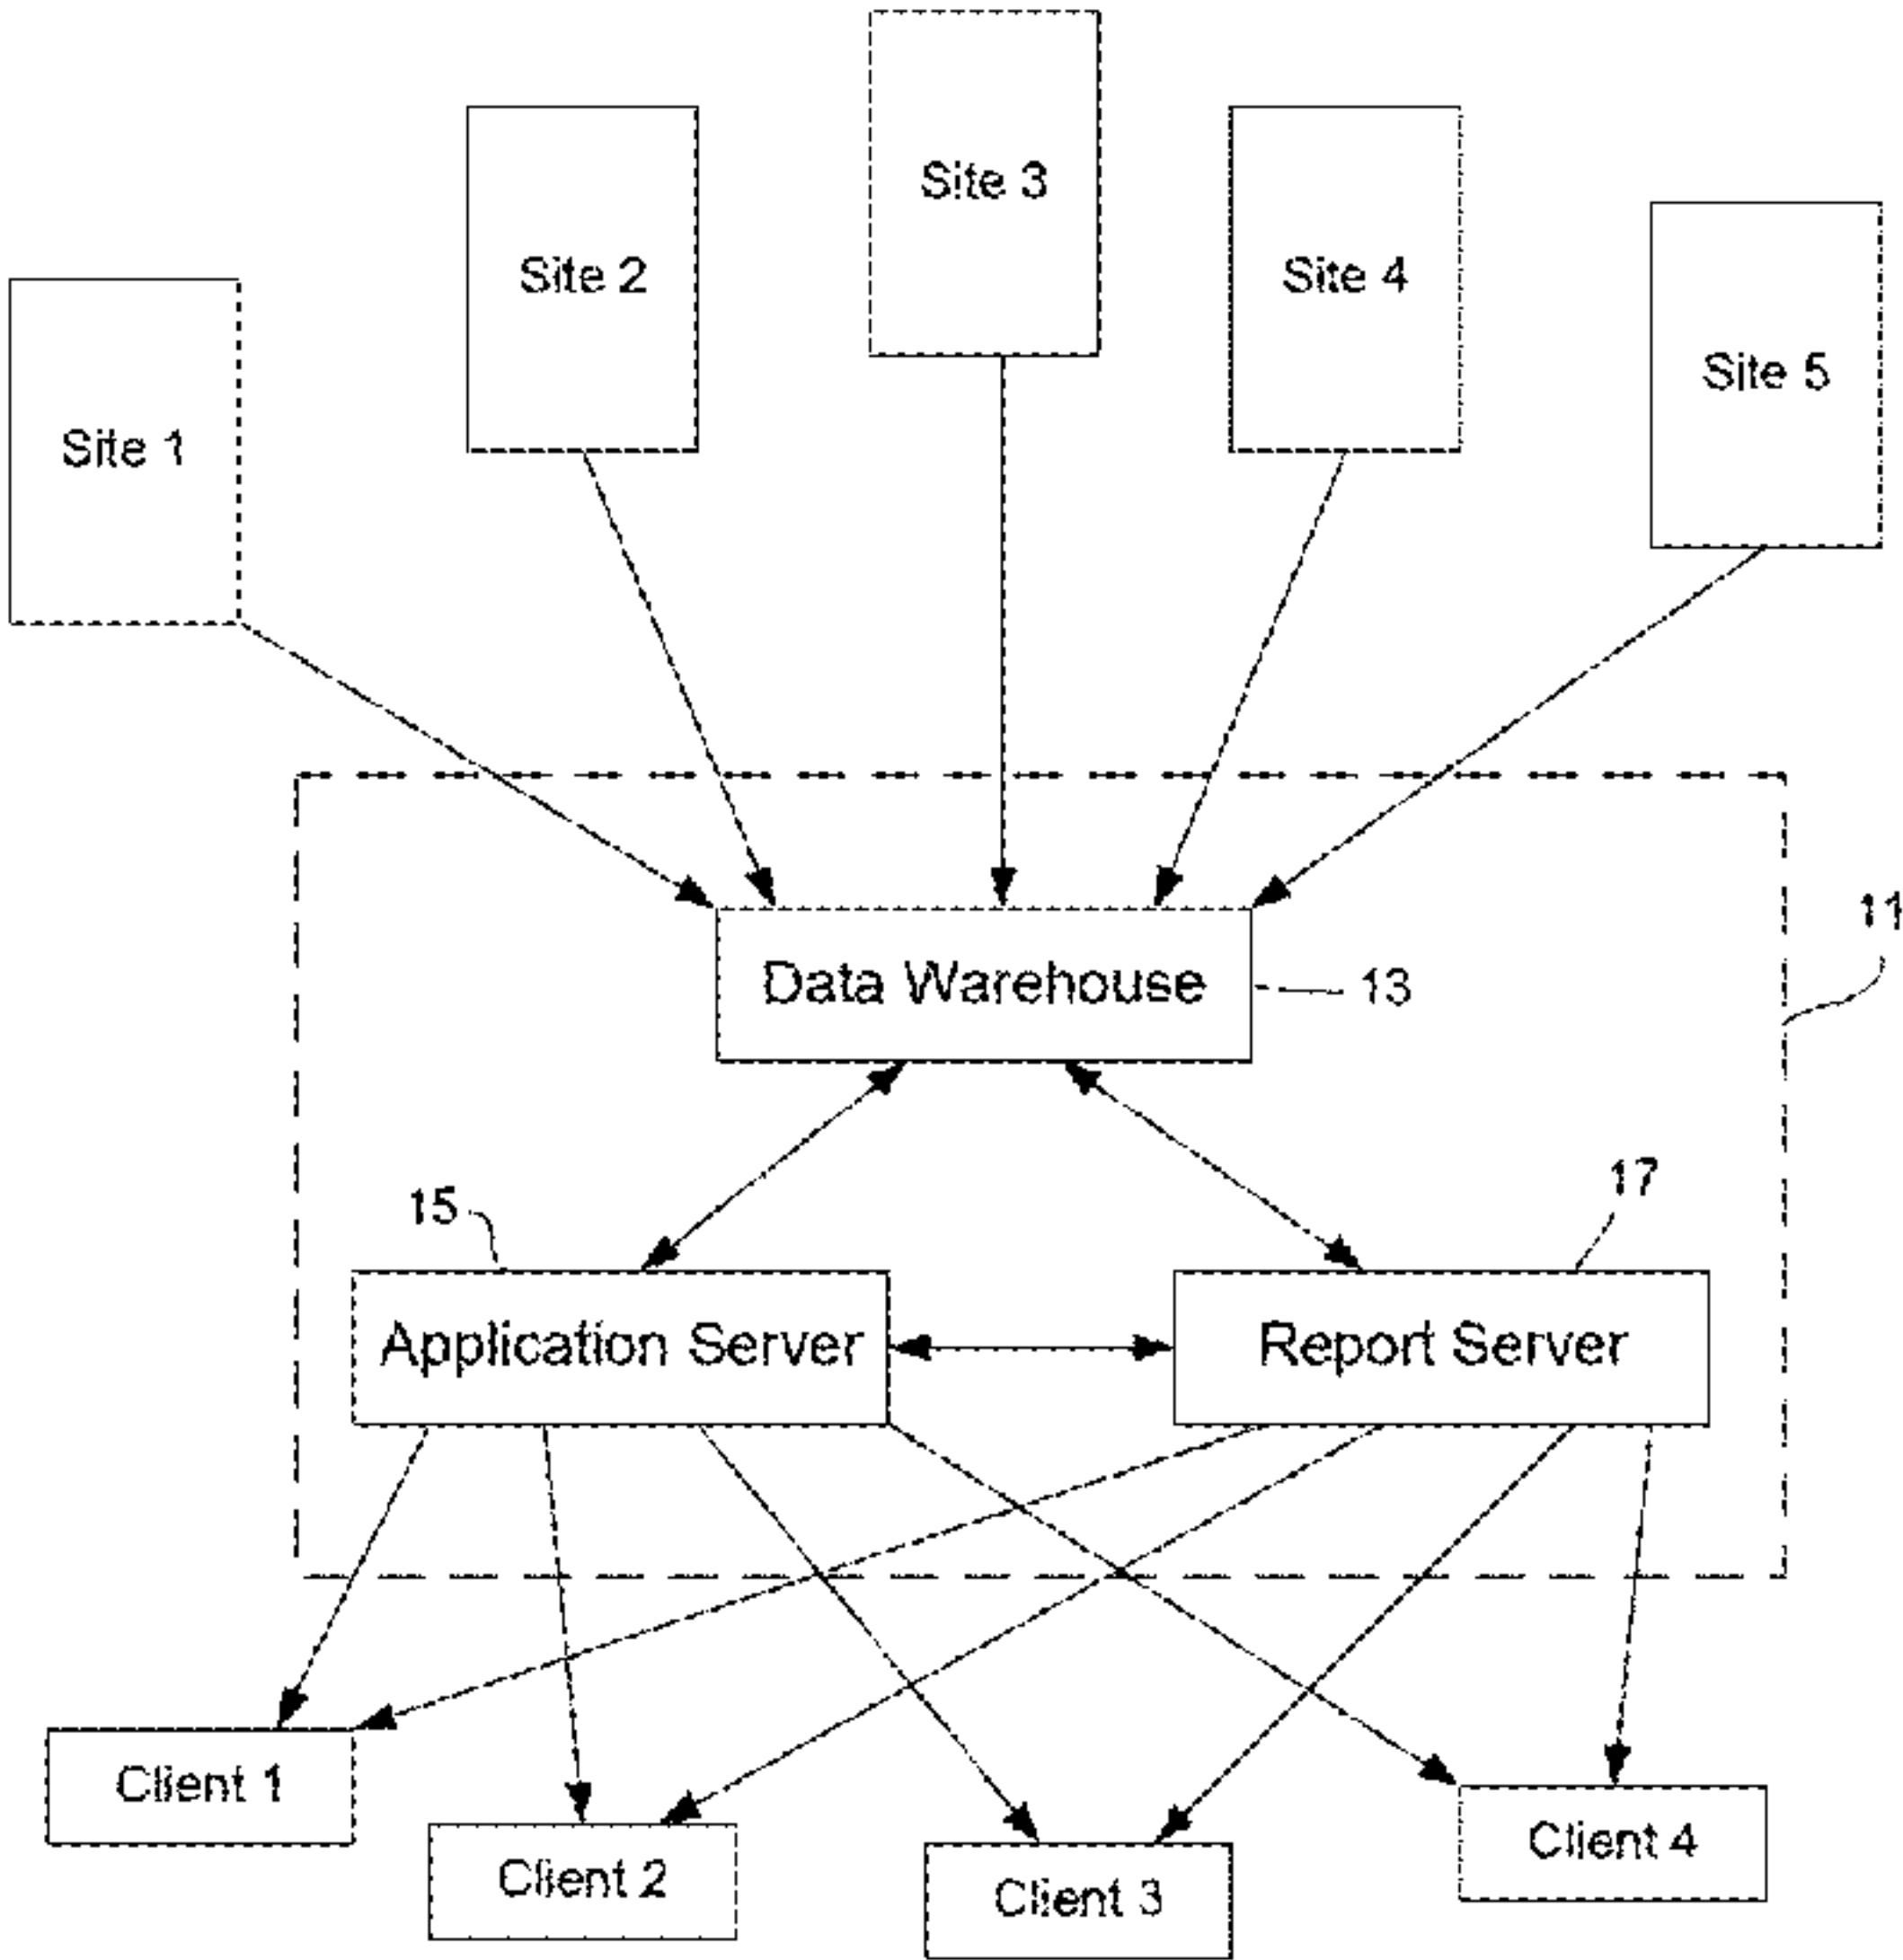 Site 3
Site 2
Site 4
Site 5
Site 1
11
Data Warehouse
13
17
15
Application Server
Report Server
Client 1
Client 4
Client 2
Client 3